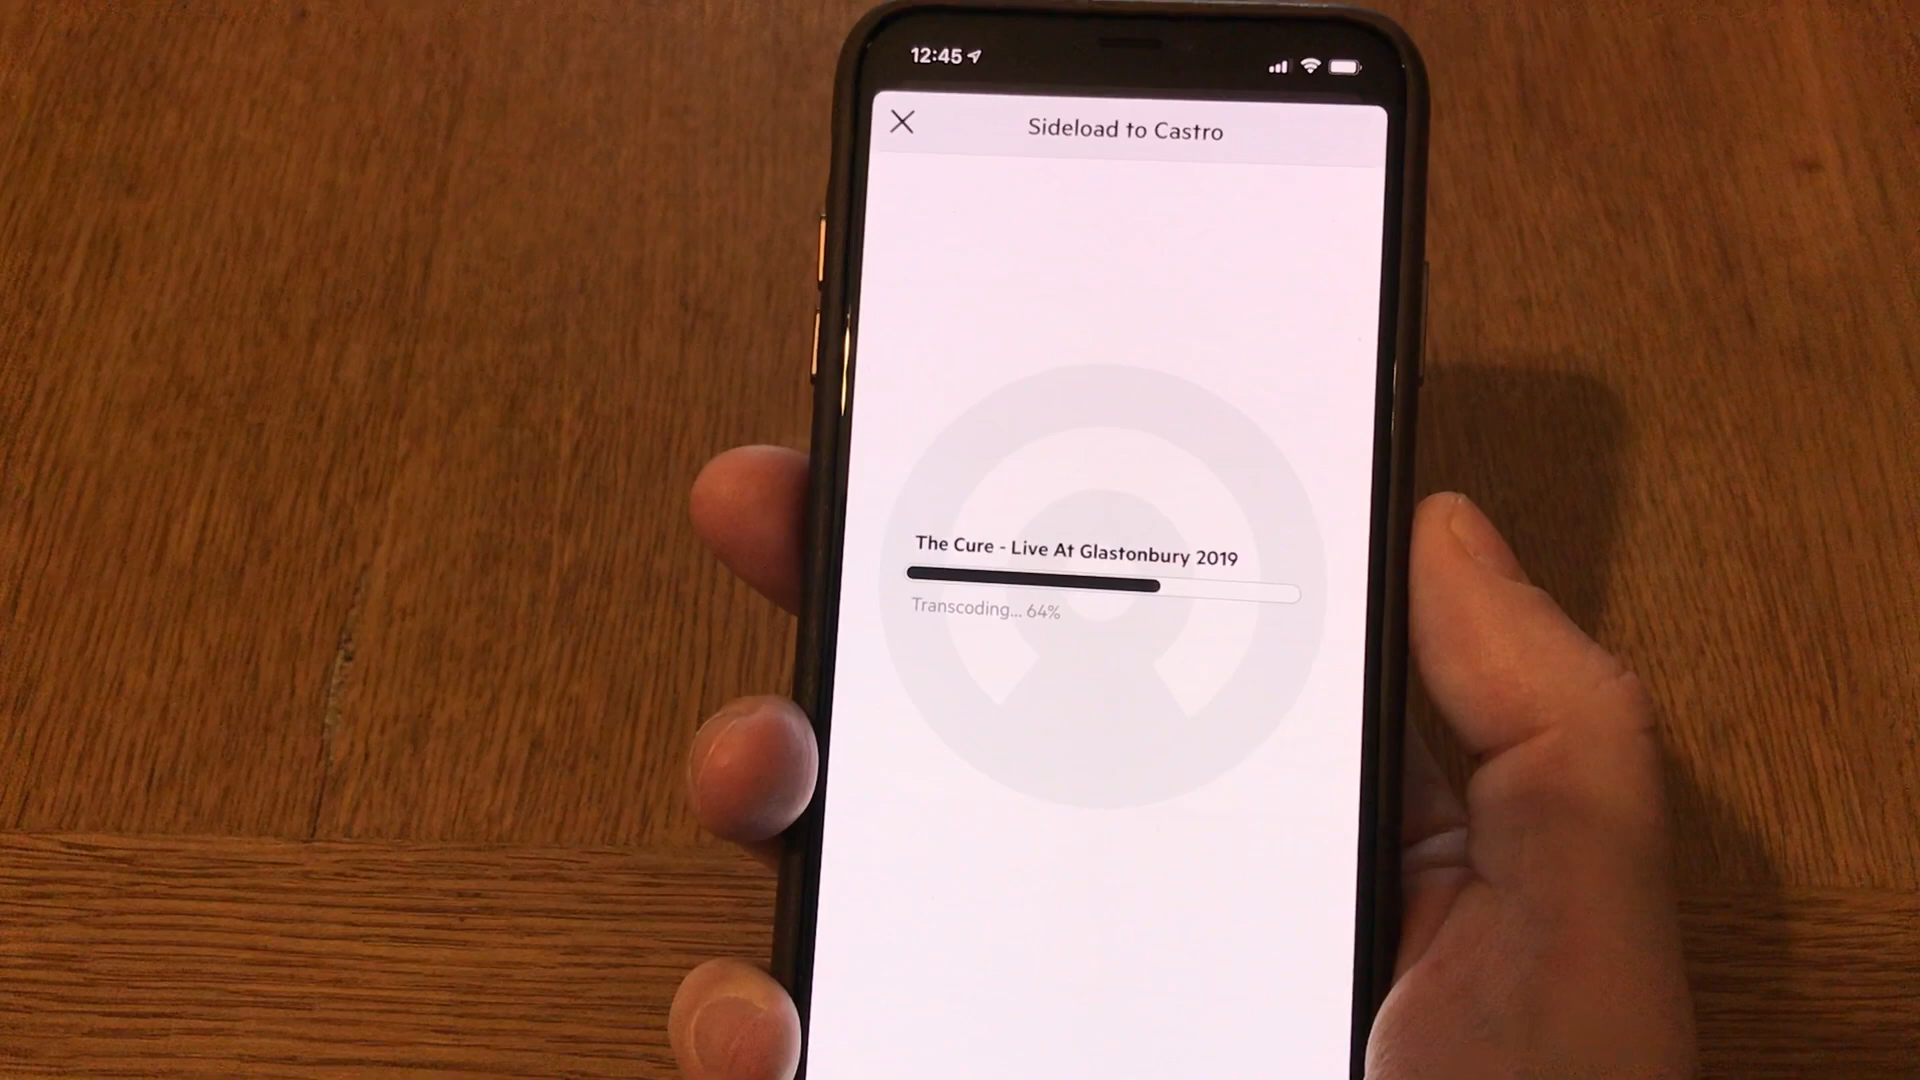 12:45
Sideload to Castro
The Cure - Live At Glastonbury 2019
Transcoding... 64%